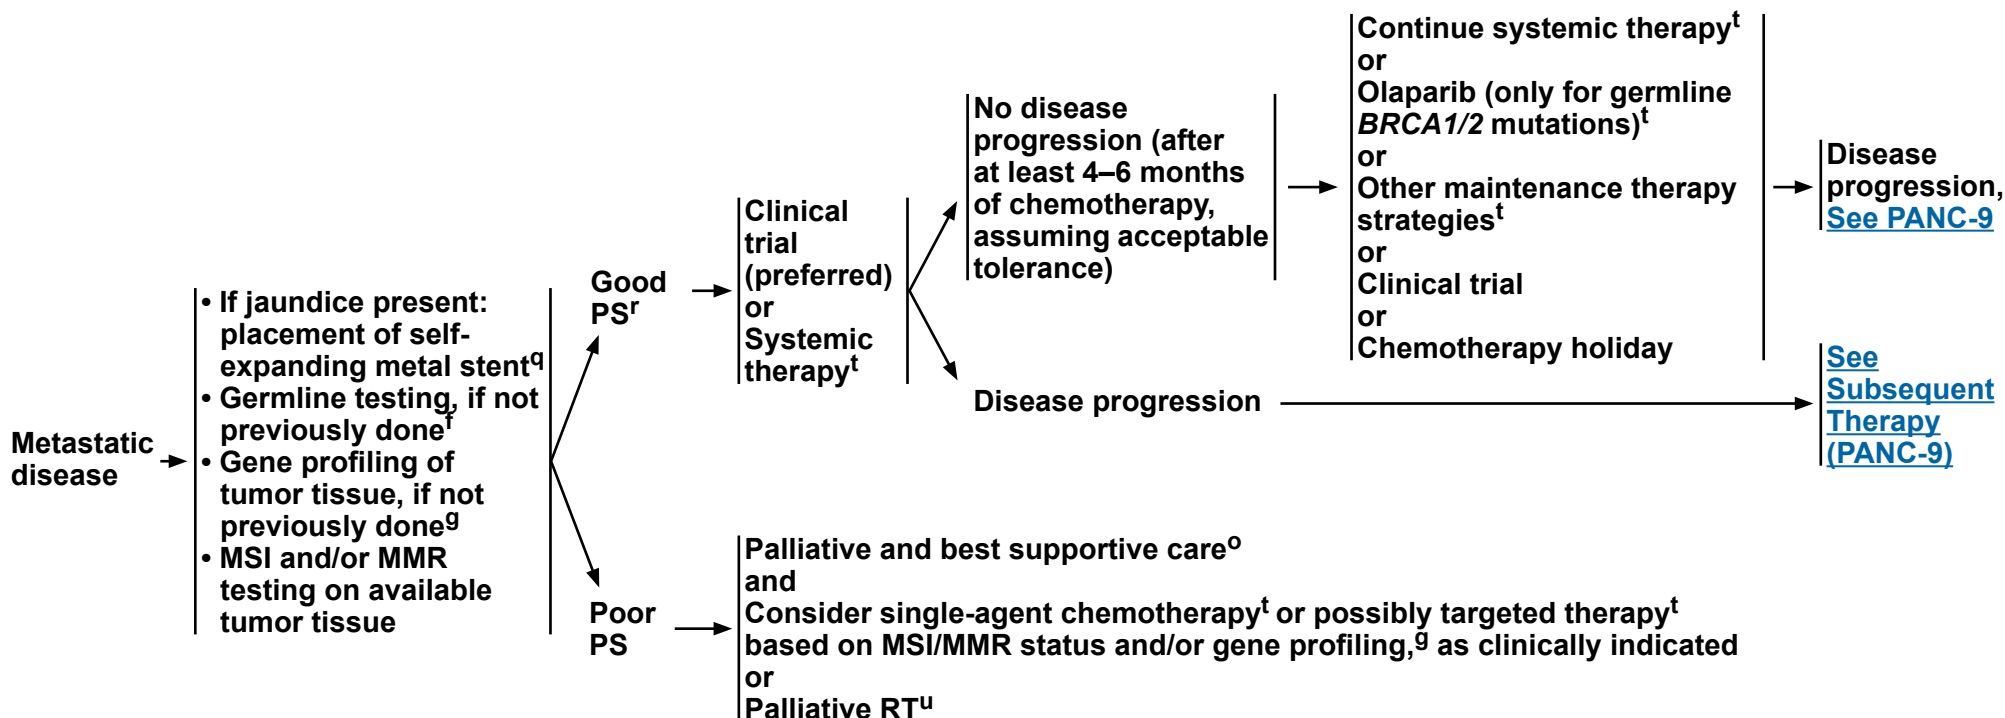 Metastatic
disease
• If jaundice present:
placement of self-
expanding metal stentq
• Germline testing, if not
previously donef
• Gene profiling of
tumor tissue, if not
previously doneg
• MSI and/or MMR
testing on available
tumor tissue
Good
PSr
Clinical
trial
(preferred)
or
Systemic
therapyt
No disease
progression (after
at least 4–6 months
of chemotherapy,
assuming acceptable
tolerance)
Continue systemic therapyt
or
Olaparib (only for germline
BRCA1/2 mutations)t
or
Other maintenance therapy
strategiest
or
Clinical trial
or
Chemotherapy holiday
Disease
progression,
See PANC-9
Disease progression
See
Subsequent
Therapy
(PANC-9)
Poor
PS
Palliative and best supportive careo
and
Consider single-agent chemotherapyt or possibly targeted therapyt
based on MSI/MMR status and/or gene profiling,g as clinically indicated
or
Palliative RTu